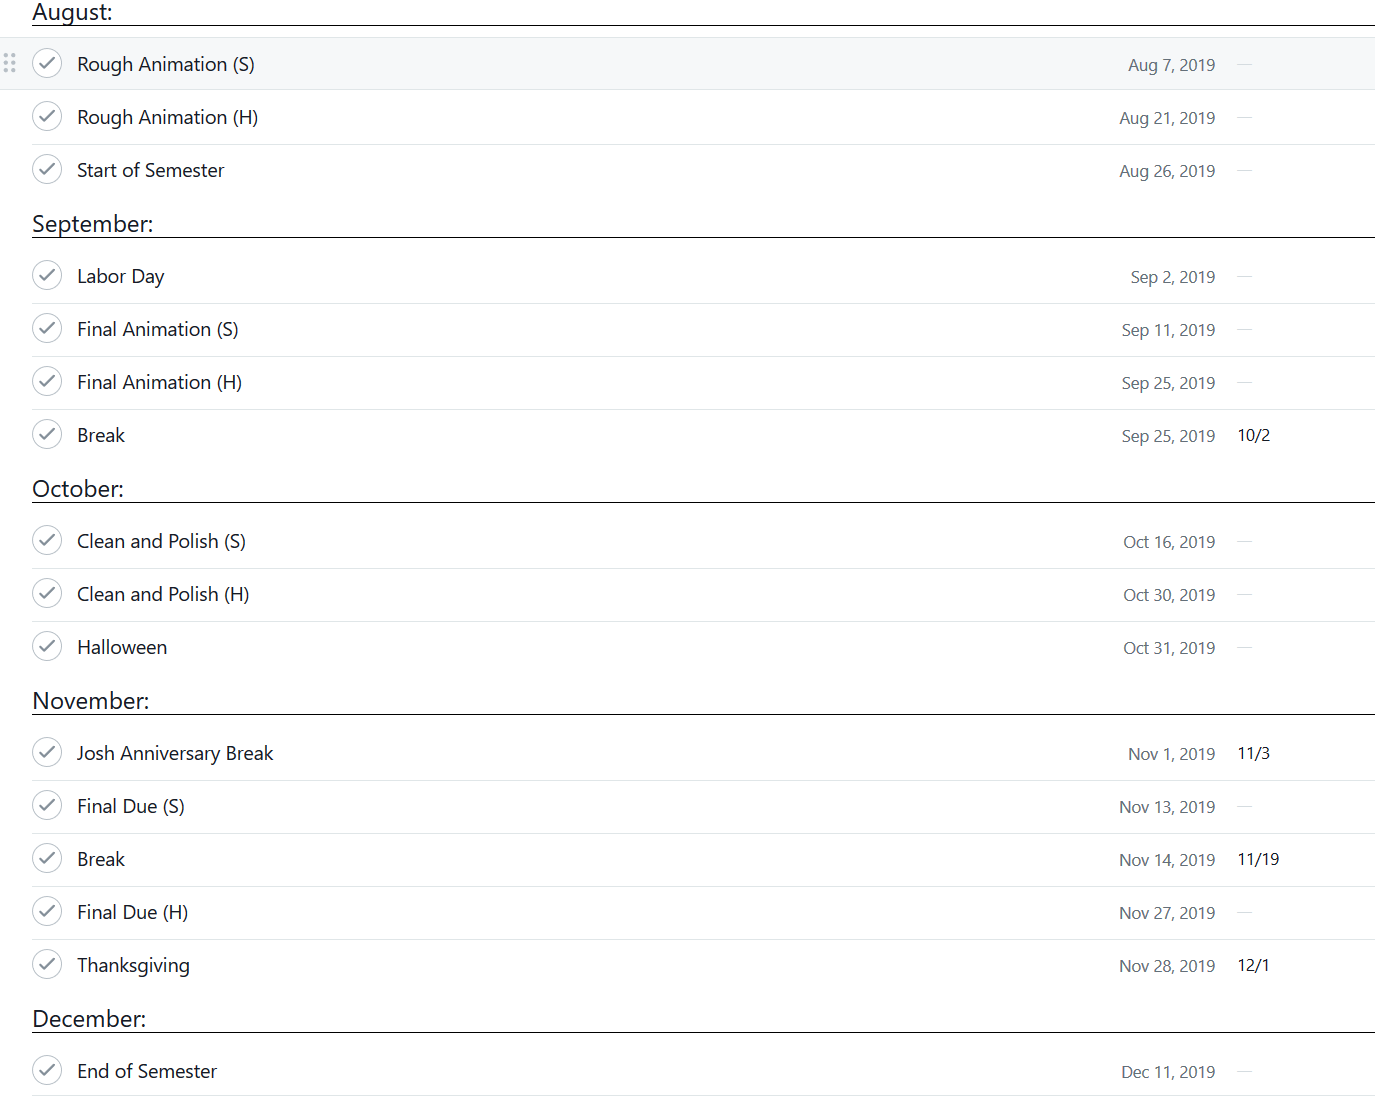 August:
Rough Animation (S) Aug 7, 2019 —
Rough Animation (H) Aug 21, 2019 —
Start of Semester Aug 26, 2019 —
September:
Labor Day Sep 2, 2019 —
Final Animation (S) Sep 11, 2019 —
Final Animation (H) Sep 25, 2019 —
Break Sep 25, 2019 10/2
October:
Clean and Polish (S) Oct 16, 2019 —
Clean and Polish (H) Oct 30, 2019 —
Halloween Oct 31, 2019 —
November:
Josh Anniversary Break Nov 1, 2019 11/3
Final Due (S) Nov 13, 2019 —
Break Nov 14, 2019 11/19
Final Due (H) Nov 27, 2019 —
Thanksgiving Nov 28, 2019 12/1
December:
End of Semester Dec 11, 2019 —